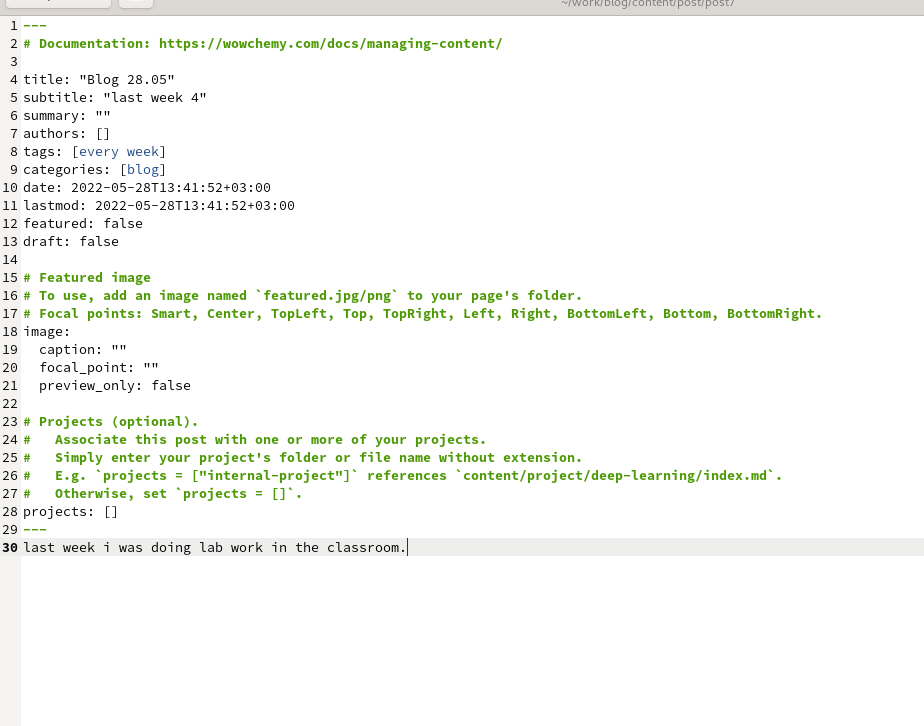 ~/work/blog/content/post/post7
1 ---
2 # Documentation: https://wowchemy.com/docs/managing-content/
3
4 title: "Blog 28.05"
5 subtitle: "last week 4"
6 summary: ""
7 authors: []
8 tags: [every week]
9 categories: [blog]
10 date: 2022-05-28T13:41:52+03:00
11 lastmod: 2022-05-28T13:41:52+03:00
12 featured: false
13 draft: false
14
15 # Featured image
16 # To use, add an image named `featured.jpg/png` to your page's folder.
17 # Focal points: Smart, Center, TopLeft, Top, TopRight, Left, Right, BottomLeft, Bottom, BottomRight.
18 image:
19   caption: ""
20   focal_point: ""
21   preview_only: false
22
23 # Projects (optional).
24 #   Associate this post with one or more of your projects.
25 #   Simply enter your project's folder or file name without extension.
26 #   E.g. `projects = ["internal-project"]` references `content/project/deep-learning/index.md`.
27 #   Otherwise, set `projects = []`.
28 projects: []
29 ---
30 last week i was doing lab work in the classroom.